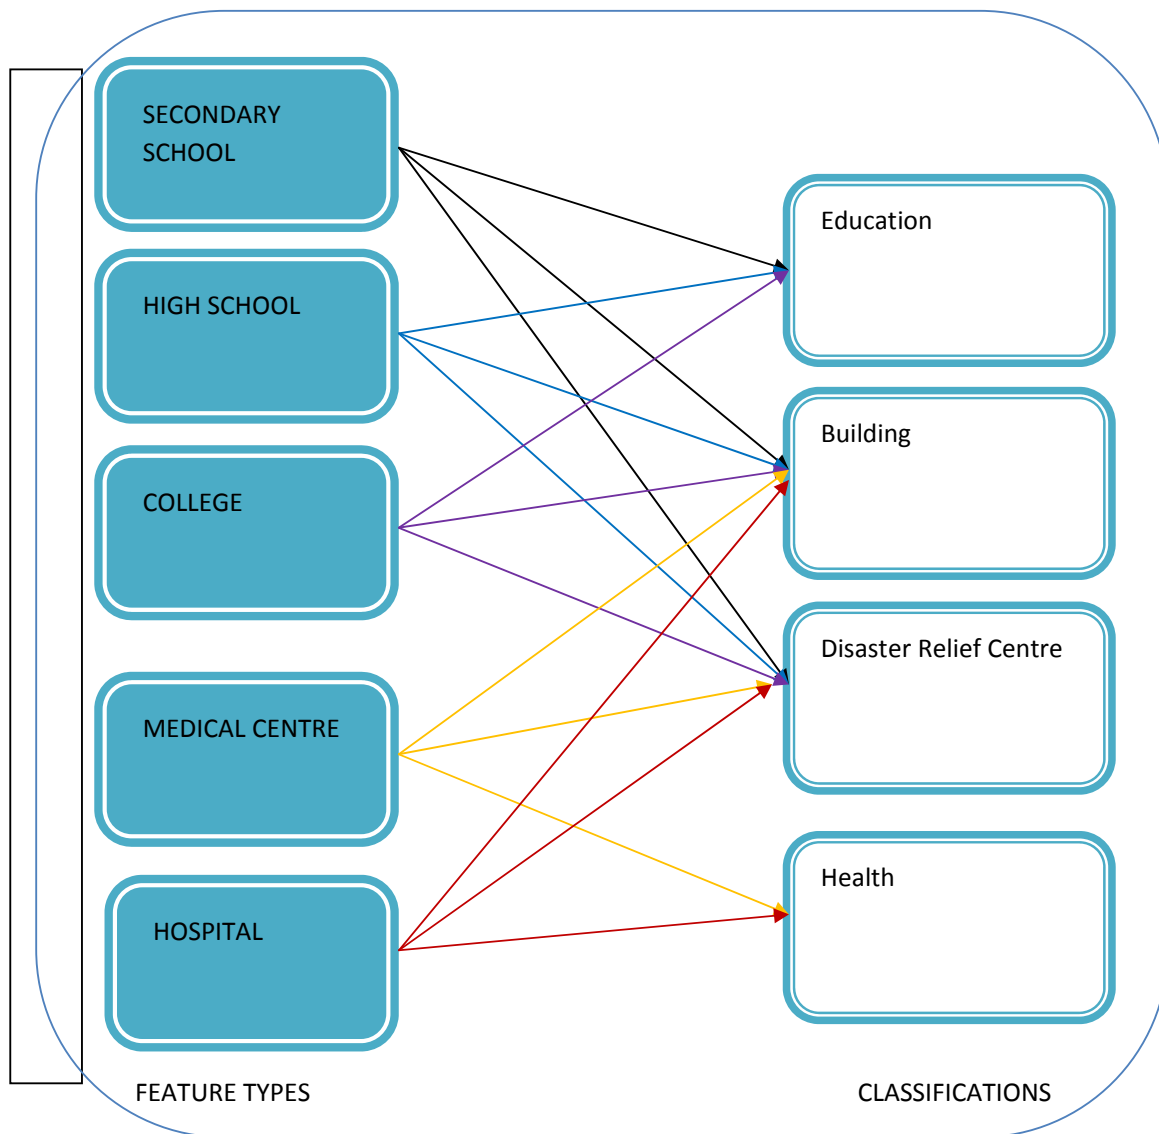 SECONDARY
SCHOOL
HIGH SCHOOL
COLLEGE
MEDICAL CENTRE
HOSPITAL
FEATURE TYPES
Education
Building
Disaster Relief Centre
Health
CLASSIFICATIONS